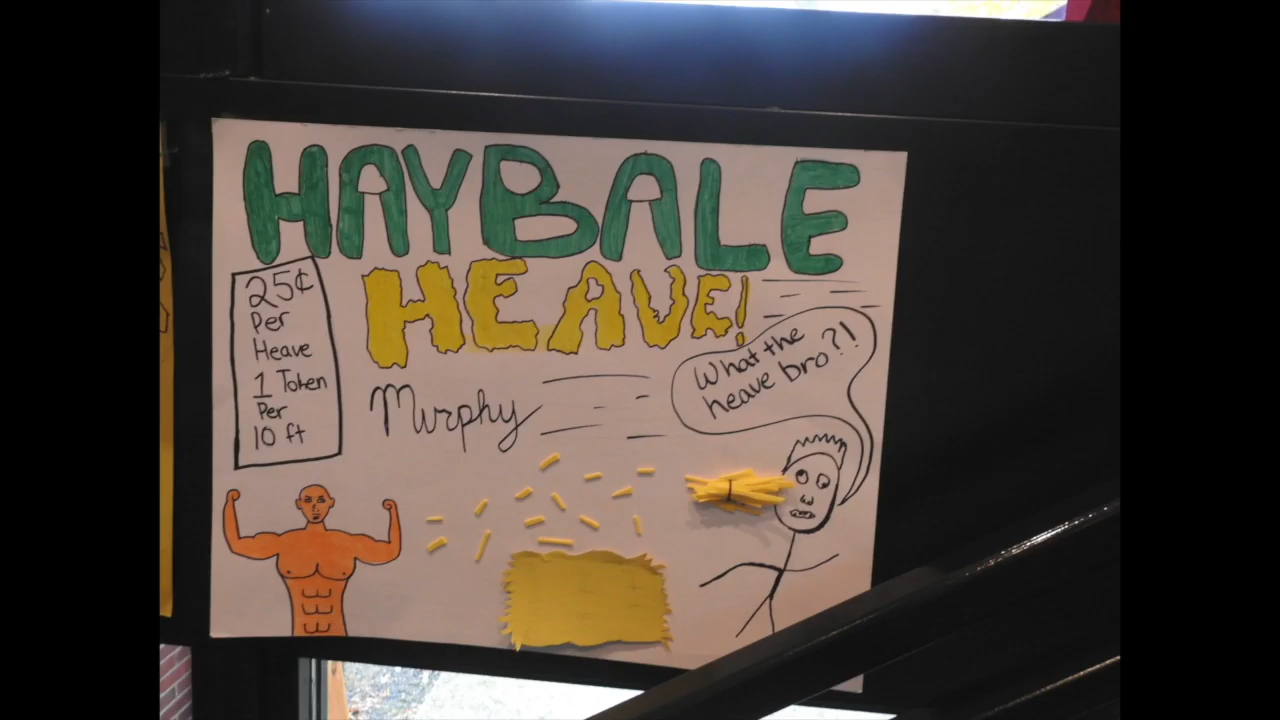 HAYBALE
HEAVE!
25¢
Per
Heave
1 Token
Per
10 ft
Murphy
What the
heave bro?!